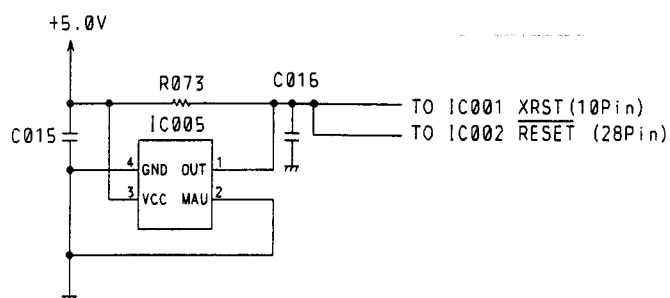 +5.0V
R073
C016
TO IC001 XRST(10Pin)
C015
IC005
TO IC002 RESET (28Pin)
4 GND OUT 1
3 VCC MAU 2